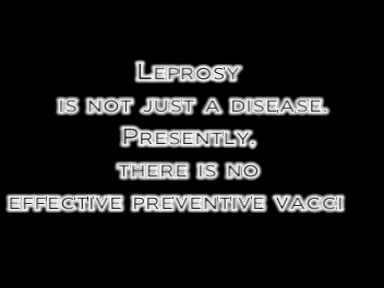 Leprosy
is not just a disease.
Presently,
there is no
effective preventive vacci